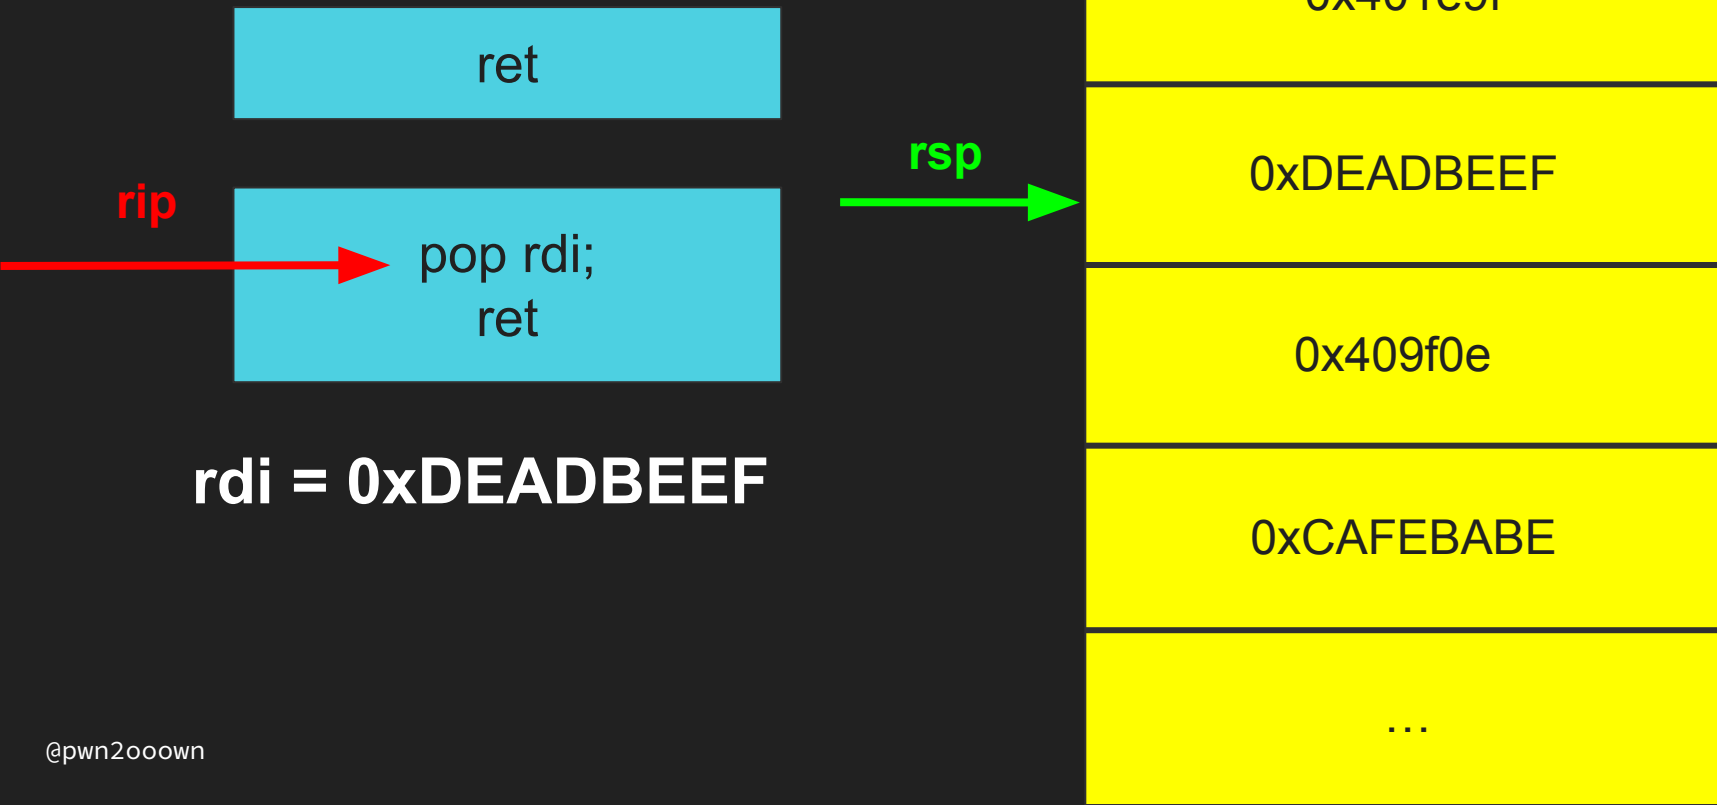 ret
rip
pop rdi;
ret
rdi = 0xDEADBEEF
rsp
0xDEADBEEF
0x409f0e
0xCAFEBABE
…
@pwn2ooown